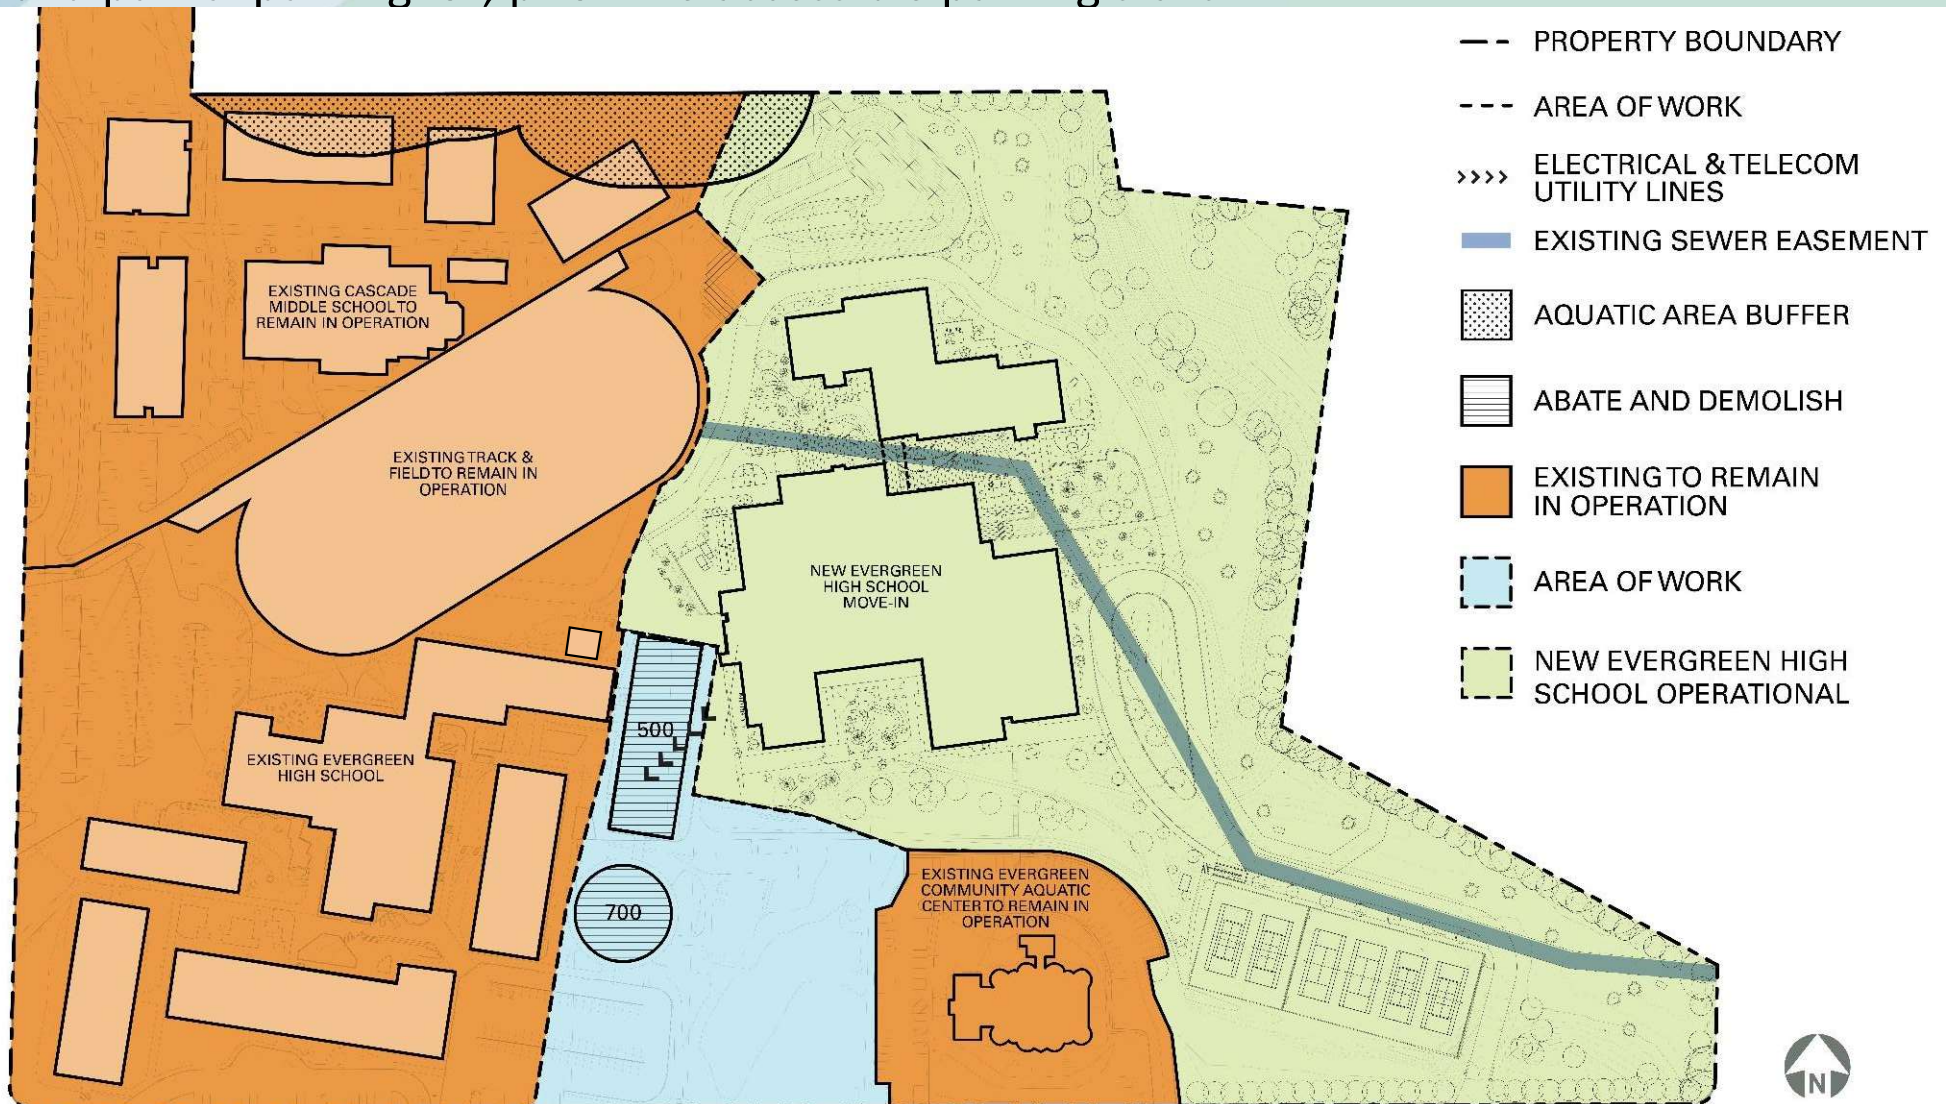 PROPERTY BOUNDARY
AREA OF WORK
ELECTRICAL & TELECOM
UTILITY LINES
EXISTING SEWER EASEMENT
AQUATIC AREA BUFFER
ABATE AND DEMOLISH
EXISTING TO REMAIN
IN OPERATION
AREA OF WORK
NEW EVERGREEN HIGH
SCHOOL OPERATIONAL
EXISTING CASCADE
MIDDLE SCHOOL TO
REMAIN IN OPERATION
EXISTING TRACK &
FIELD TO REMAIN IN
OPERATION
NEW EVERGREEN
HIGH SCHOOL
MOVE-IN
500
EXISTING EVERGREEN
HIGH SCHOOL
700
EXISTING EVERGREEN
COMMUNITY AQUATIC
CENTER TO REMAIN IN
OPERATION
N